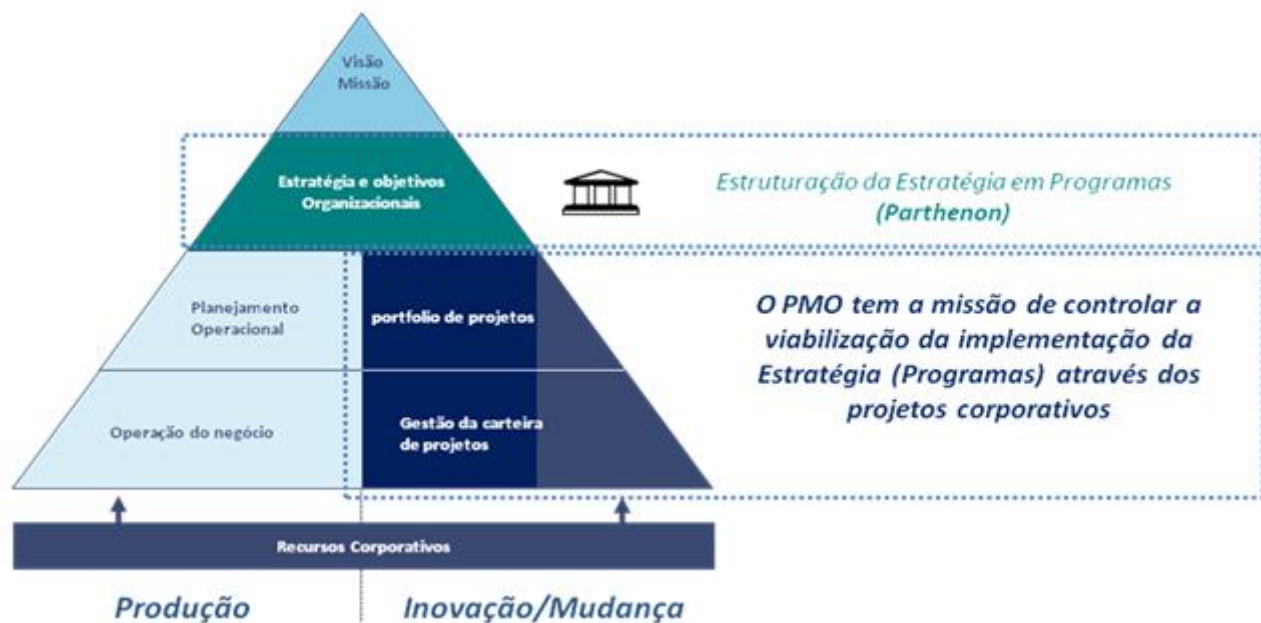 Visão
Missão
Estratégia e objetivos
Organizacionais
Estruturação da Estratégia em Programas
(Parthenon)
Planejamento
Operacional
portfolio de projetos
O PMO tem a missão de controlar a
viabilização da implementação da
Estratégia (Programas) através dos
projetos corporativos
Operação do negócio
Gestão da carteira
de projetos
Recursos Corporativos
Produção
Inovação/Mudança